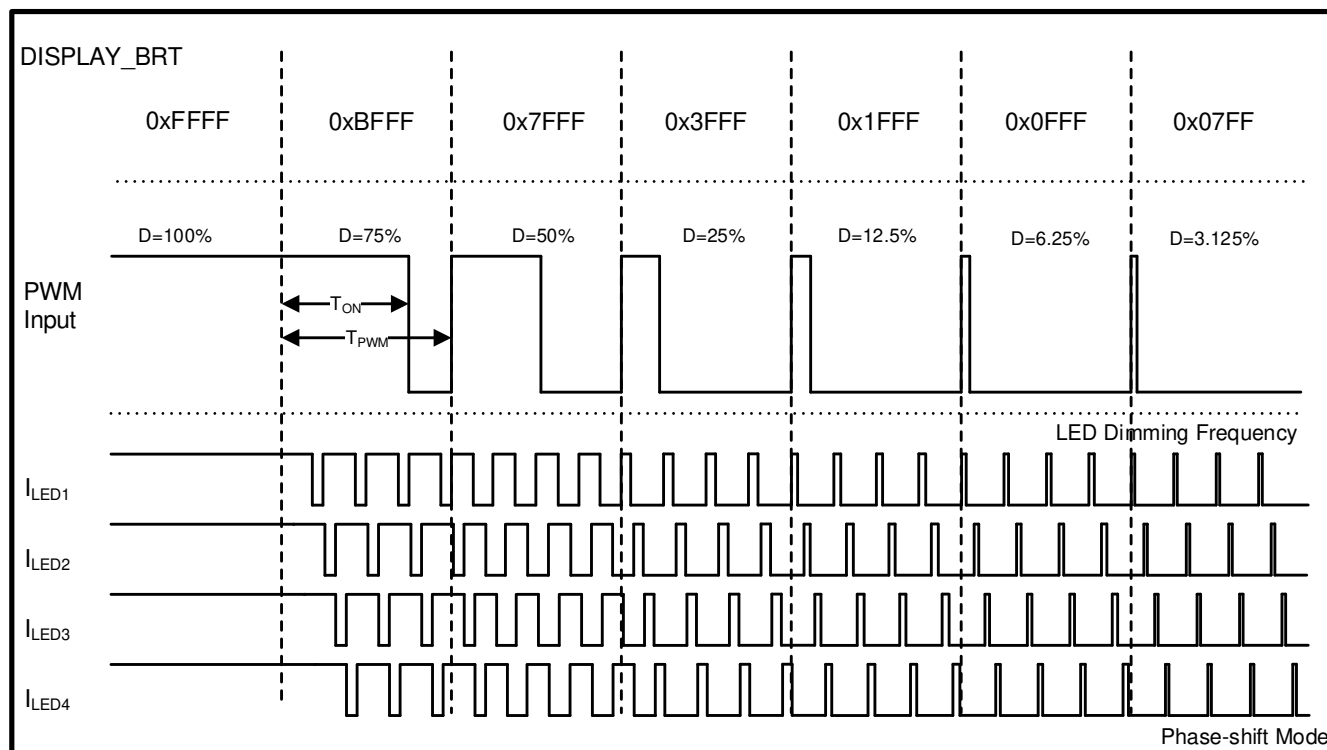 DISPLAY_BRT
0xFFFF 0xBFFF 0x7FFF 0x3FFF 0x1FFF 0x0FFF 0x07FF
D=100% D=75% D=50% D=25% D=12.5% D=6.25% D=3.125%
PWM
Input
TON
TPWM
LED Dimming Frequency
ILED1
ILED2
ILED3
ILED4
Phase-shift Mode